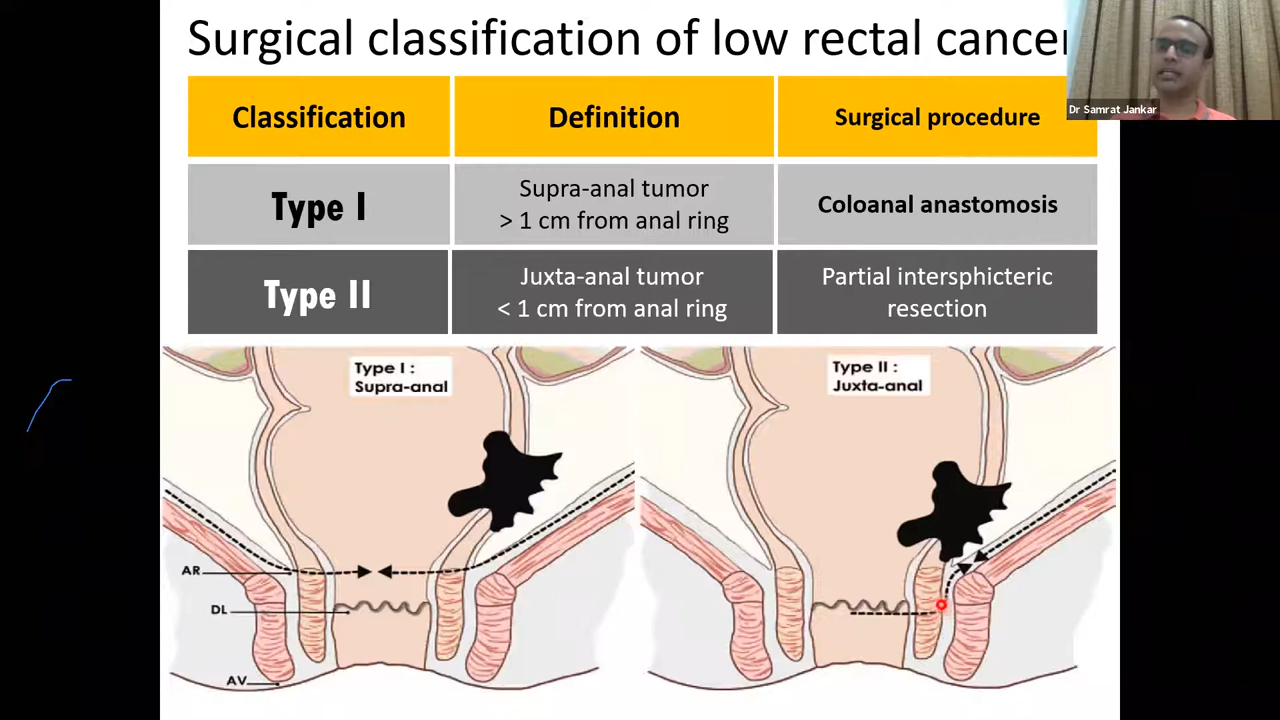 Surgical classification of low rectal cancer
Dr Samrat Jankar
Classification
Definition
Surgical procedure
Type I
Supra-anal tumor
> 1 cm from anal ring
Coloanal anastomosis
Type II
Juxta-anal tumor
< 1 cm from anal ring
Partial intersphicteric
resection
Type I :
Supra-anal
AR
DL
AV
Type II :
Juxta-anal